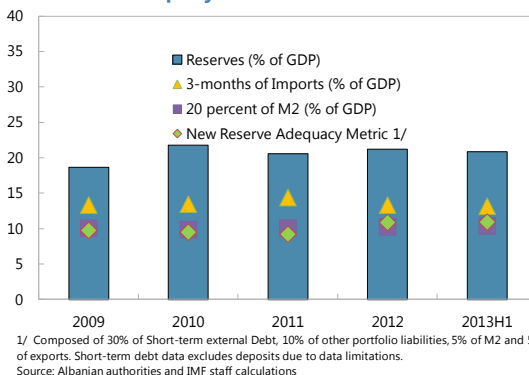 40
35
30
25
20
15
10
5
0
Reserves (% of GDP)
3-months of Imports (% of GDP)
20 percent of M2 (% of GDP)
New Reserve Adequacy Metric 1/
2009 2010 2011 2012 2013H1
1/ Composed of 30% of Short-term external Debt, 10% of other portfolio liabilities, 5% of M2 and
of exports. Short-term debt data excludes deposits due to data limitations.
Source: Albanian authorities and IMF staff calculations